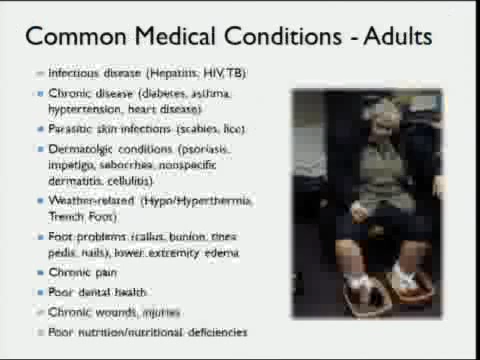 Common Medical Conditions - Adults
Infectious disease (Hepatitis, HIV, TB)
Chronic disease (diabetes, asthma,
hyptertension, heart disease)
Parasitic skin infections (scabies, lice)
Dermatolgic conditions (psoriasis,
impetigo, seborrhea, nonspecific
dermatitis, cellulitis)
Weather-related (Hypo/Hyperthermia,
Trench Foot)
Foot problems (callus, bunion, tinea
pedis, nails), lower extremity edema
Chronic pain
Poor dental health
Chronic wounds, injuries
Poor nutrition/nutritional deficiencies